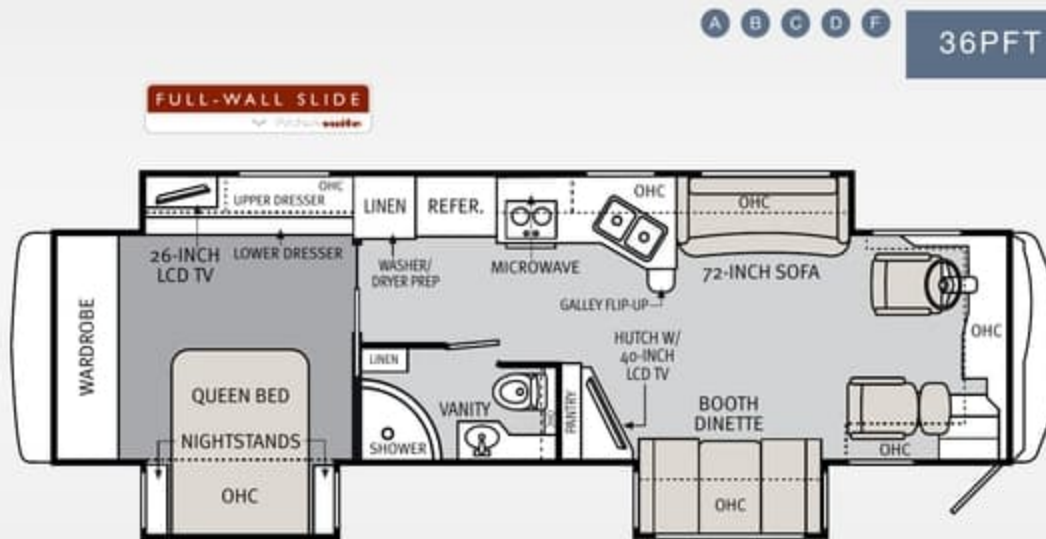 A B C D F
36PFT
FULL-WALL SLIDE
suite
OHC
UPPER DRESSER
LINEN
REFER.
OHC
OHC
26-INCH
LCD TV
LOWER DRESSER
WASHER/
DRYER PREP
MICROWAVE
72-INCH SOFA
GALLEY FLIP-UP
WARDROBE
HUTCH W/
40-INCH
LCD TV
OHC
LINEN
QUEEN BED
VANITY
OHC
PANTRY
BOOTH
DINETTE
NIGHTSTANDS
SHOWER
OHC
OHC
OHC